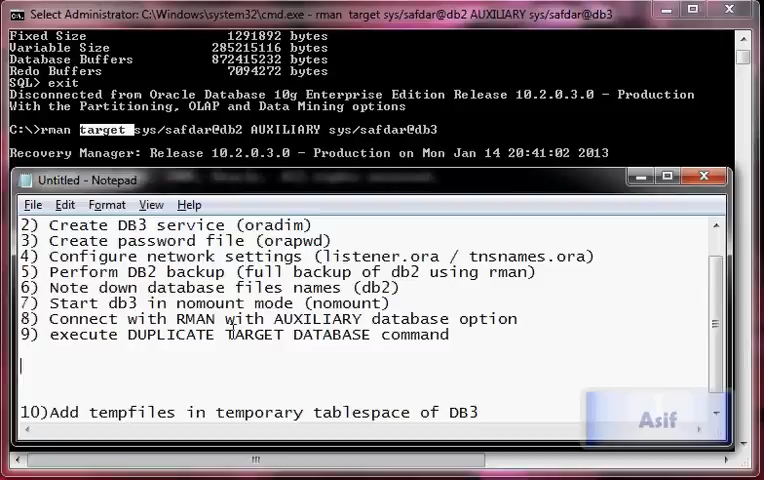 Select Administrator: C:\Windows\system32\cmd.exe - rman  target sys/safdar@db2 AUXILIARY sys/safdar@db3
Fixed Size                  1291892 bytes
Variable Size             285215116 bytes
Database Buffers          872415232 bytes
Redo Buffers                7094272 bytes
SQL> exit
Disconnected from Oracle Database 10g Enterprise Edition Release 10.2.0.3.0 - Production
With the Partitioning, OLAP and Data Mining options
C:\>rman target sys/safdar@db2 AUXILIARY sys/safdar@db3
Recovery Manager: Release 10.2.0.3.0 - Production on Mon Jan 14 20:41:02 2013
Untitled - Notepad
File Edit Format View Help
2) Create DB3 service (oradim)
3) Create password file (orapwd)
4) Configure network settings (listener.ora / tnsnames.ora)
5) Perform DB2 backup (full backup of db2 using rman)
6) Note down database files names (db2)
7) Start db3 in nomount mode (nomount)
8) Connect with RMAN with AUXILIARY database option
9) execute DUPLICATE TARGET DATABASE command
10)Add tempfiles in temporary tablespace of DB3
Asif